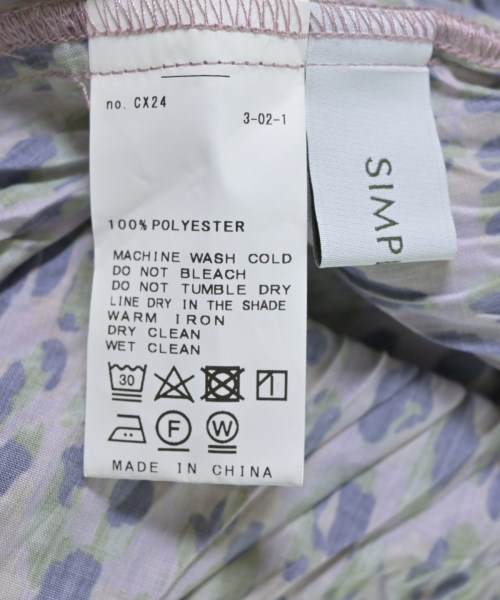 no. CX24
3-02-1
100% POLYESTER
MACHINE WASH COLD
DO NOT BLEACH
DO NOT TUMBLE DRY
LINE DRY IN THE SHADE
WARM IRON
DRY CLEAN
WET CLEAN
30
F W
MADE IN CHINA
SIMP